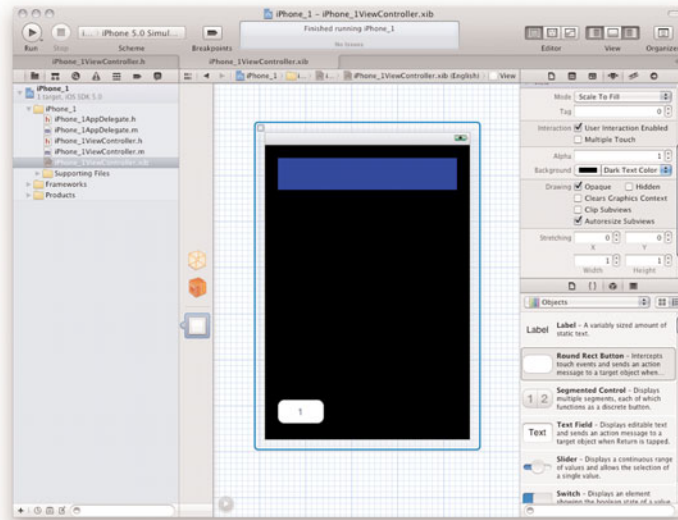 iPhone_1 – iPhone_1ViewController.xib
i... iPhone 5.0 Simul...
Finished running iPhone_1
No Issues
Run Stop Scheme Breakpoints Editor View Organizer
iPhone_1ViewController.h iPhone_1ViewController.xib
iPhone_1 i... i... iPhone_1ViewController.xib (English) View
iPhone_1
1 target, iOS SDK 5.0
iPhone_1
iPhone_1AppDelegate.h
iPhone_1AppDelegate.m
iPhone_1ViewController.h
iPhone_1ViewController.m
iPhone_1ViewController.xib
Supporting Files
Frameworks
Products
1
Mode Scale To Fill
Tag 0
Interaction User Interaction Enabled
Multiple Touch
Alpha 1
Background Dark Text Color
Drawing Opaque Hidden
Clears Graphics Context
Clip Subviews
Autoresize Subviews
Stretching 0 0
X Y
1 1
Width Height
Objects
Label Label – A variably sized amount of
static text.
Round Rect Button – Intercepts
touch events and sends an action
message to a target object when...
1 2 Segmented Control – Displays
multiple segments, each of which
functions as a discrete button.
Text Text Field – Displays editable text
and sends an action message to a
target object when Return is tapped.
Slider – Displays a continuous range
of values and allows the selection of
a single value.
Switch – Displays an element
showing the boolean state of a value